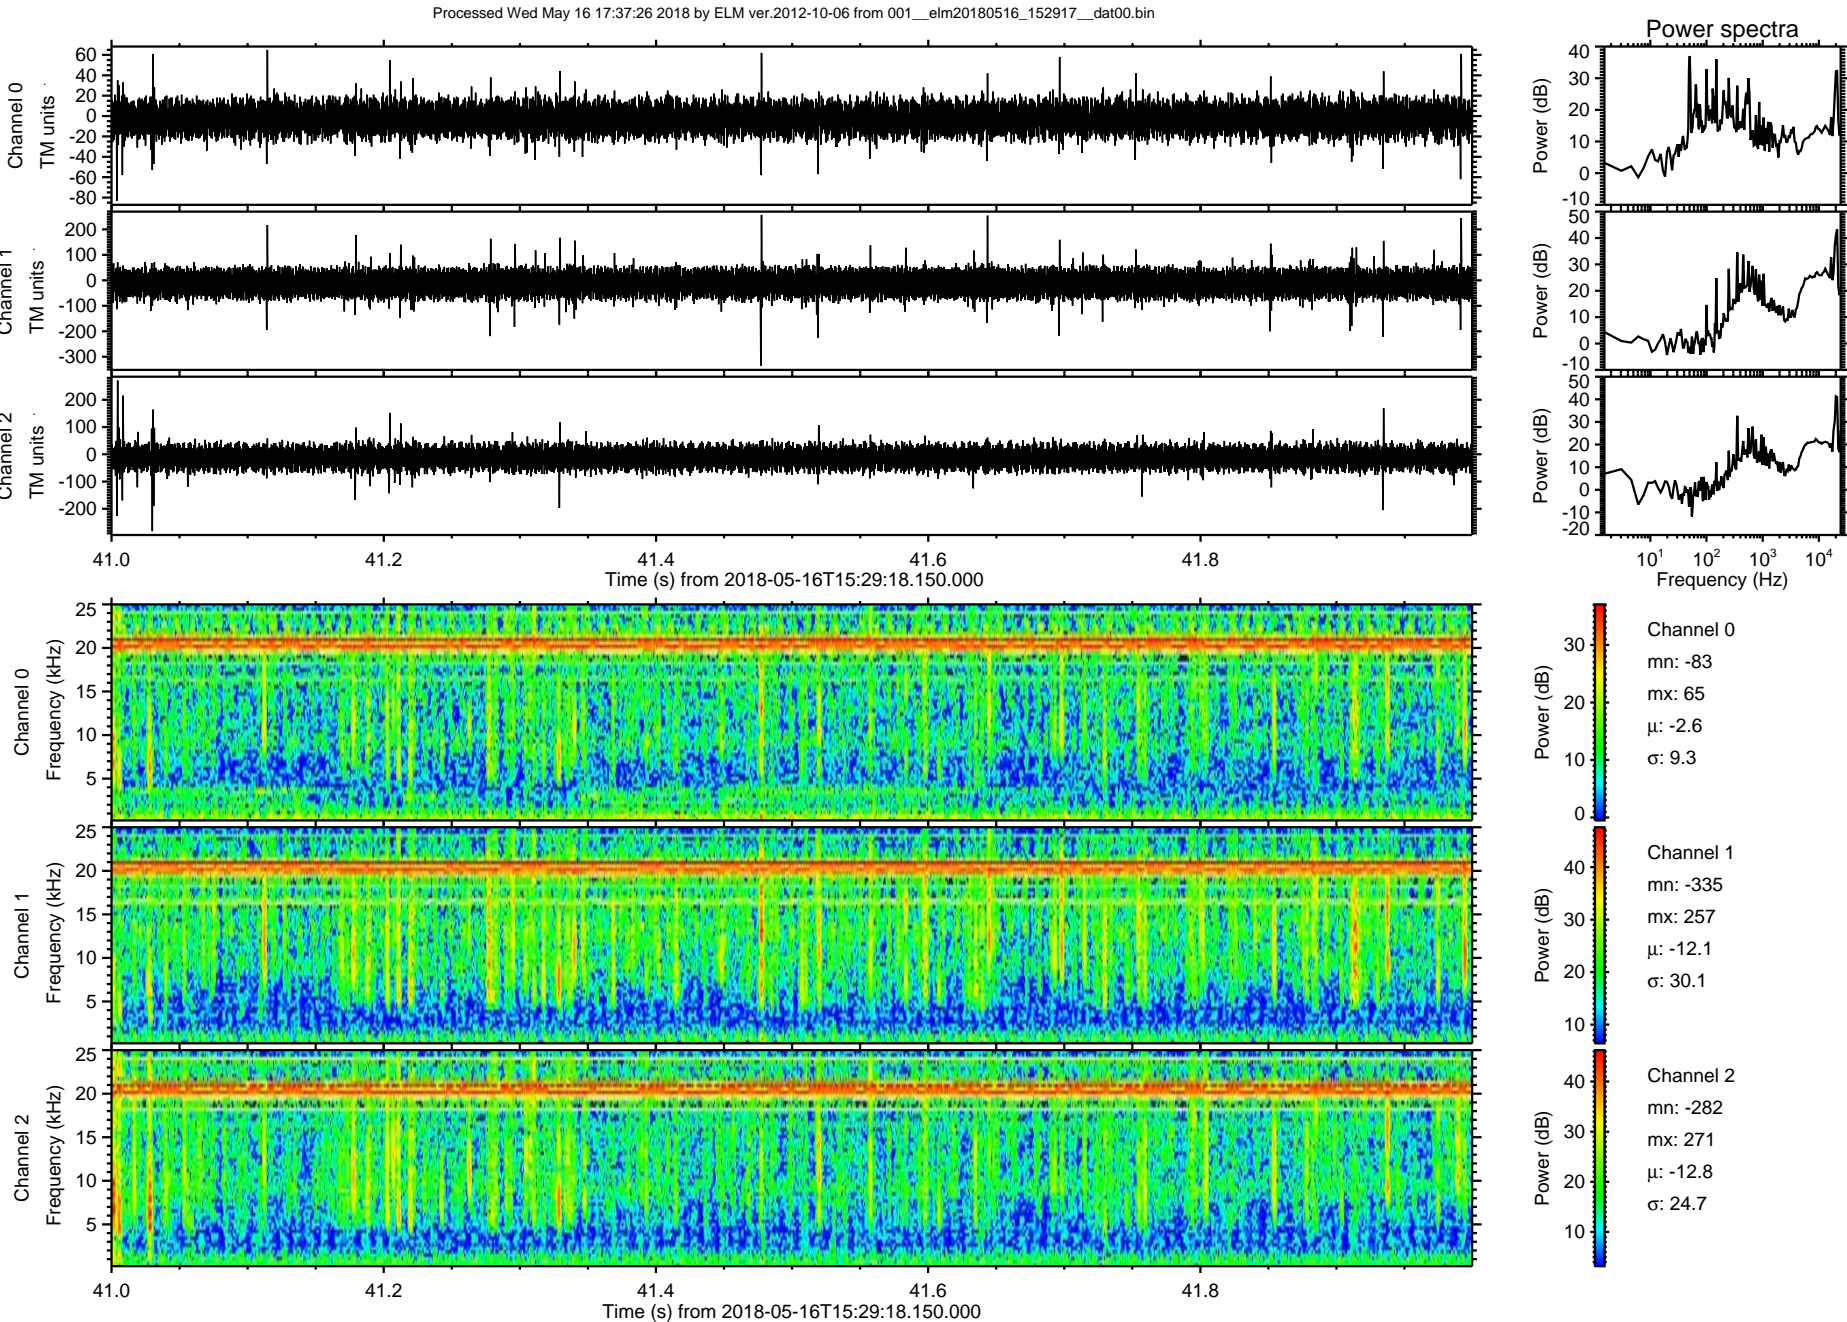 Processed Wed May 16 17:37:26 2018 by ELM ver.2012-10-06 from 001__elm20180516_152917__dat00.bin
Power spectra
Channel 0
TM units
60
20
0
-20
-40
-60
-80
Power (dB)
40
30
20
10
0
-10
Channel 1
TM units
200
100
0
-100
-200
-300
Power (dB)
50
40
30
20
10
0
-10
Channel 2
TM units
200
100
0
-100
-200
Power (dB)
50
40
30
20
10
0
-10
-20
41.0 41.2 41.4 41.6 41.8
Time (s) from 2018-05-16T15:29:18.150.000
10¹ 10² 10³ 10⁴
Frequency (Hz)
Channel 0
Frequency (kHz)
25
20
15
10
5
Power (dB)
30
20
10
0
Channel 0
mn: -83
mx: 65
μ: -2.6
σ: 9.3
Channel 1
Frequency (kHz)
25
20
15
10
5
Power (dB)
40
30
20
10
Channel 1
mn: -335
mx: 257
μ: -12.1
σ: 30.1
Channel 2
Frequency (kHz)
25
20
15
10
5
Power (dB)
40
30
20
10
Channel 2
mn: -282
mx: 271
μ: -12.8
σ: 24.7
41.0 41.2 41.4 41.6 41.8
Time (s) from 2018-05-16T15:29:18.150.000